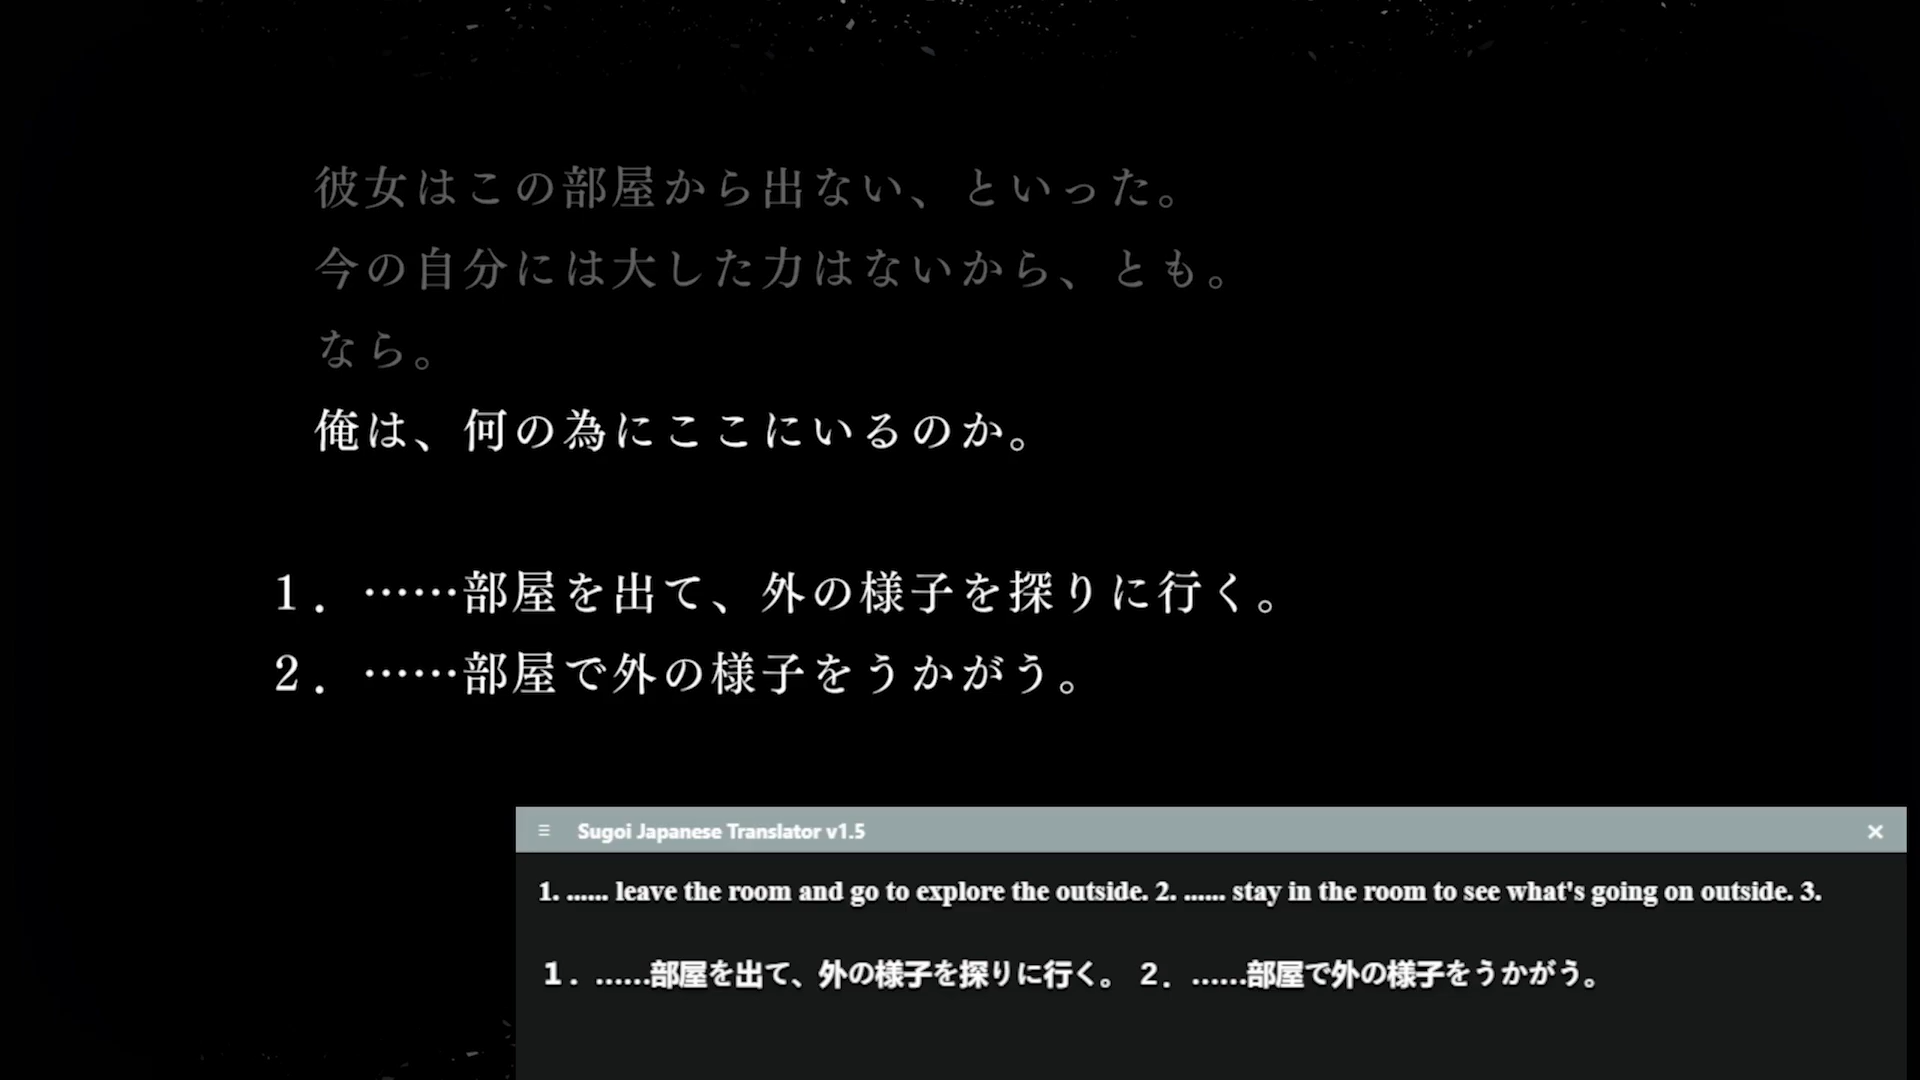 彼女はこの部屋から出ない、といった。
今の自分には大した力はないから、とも。
なら。
俺は、何の為にここにいるのか。
１．……部屋を出て、外の様子を探りに行く。
２．……部屋で外の様子をうかがう。
Sugoi Japanese Translator v1.5
1. ...... leave the room and go to explore the outside. 2. ...... stay in the room to see what's going on outside. 3.
１．……部屋を出て、外の様子を探りに行く。 ２．……部屋で外の様子をうかがう。